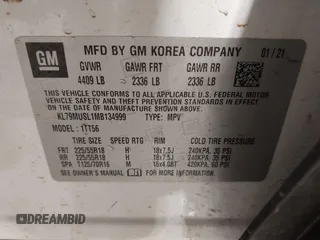 GM
MFD BY GM KOREA COMPANY 01/21
GVWR GAWR FRT GAWR RR
4409 LB 2336 LB 2336 LB
THIS VEHICLE CONFORMS TO ALL APPLICABLE U.S. FEDERAL MOTOR
VEHICLE SAFETY, BUMPER, AND THEFT PREVENTION STANDARDS
IN EFFECT ON THE DATE OF MANUFACTURE SHOWN ABOVE.
KL79MUSL1MB134999 TYPE: MPV
MODEL: 1TT56
TIRE SIZE SPEED RTG RIM COLD TIRE PRESSURE
FRT 225/55R18 H 18x7.5J 240KPA, 35 PSI
RR 225/55R18 H 18x7.5J 240KPA, 35 PSI
SPA T125/70R16 M 16x4.0BT 420KPA, 60 PSI
SEE OWNER'S MANUAL FOR ADDITIONAL INFORMATION.
© DREAMBID autohelperbot.com